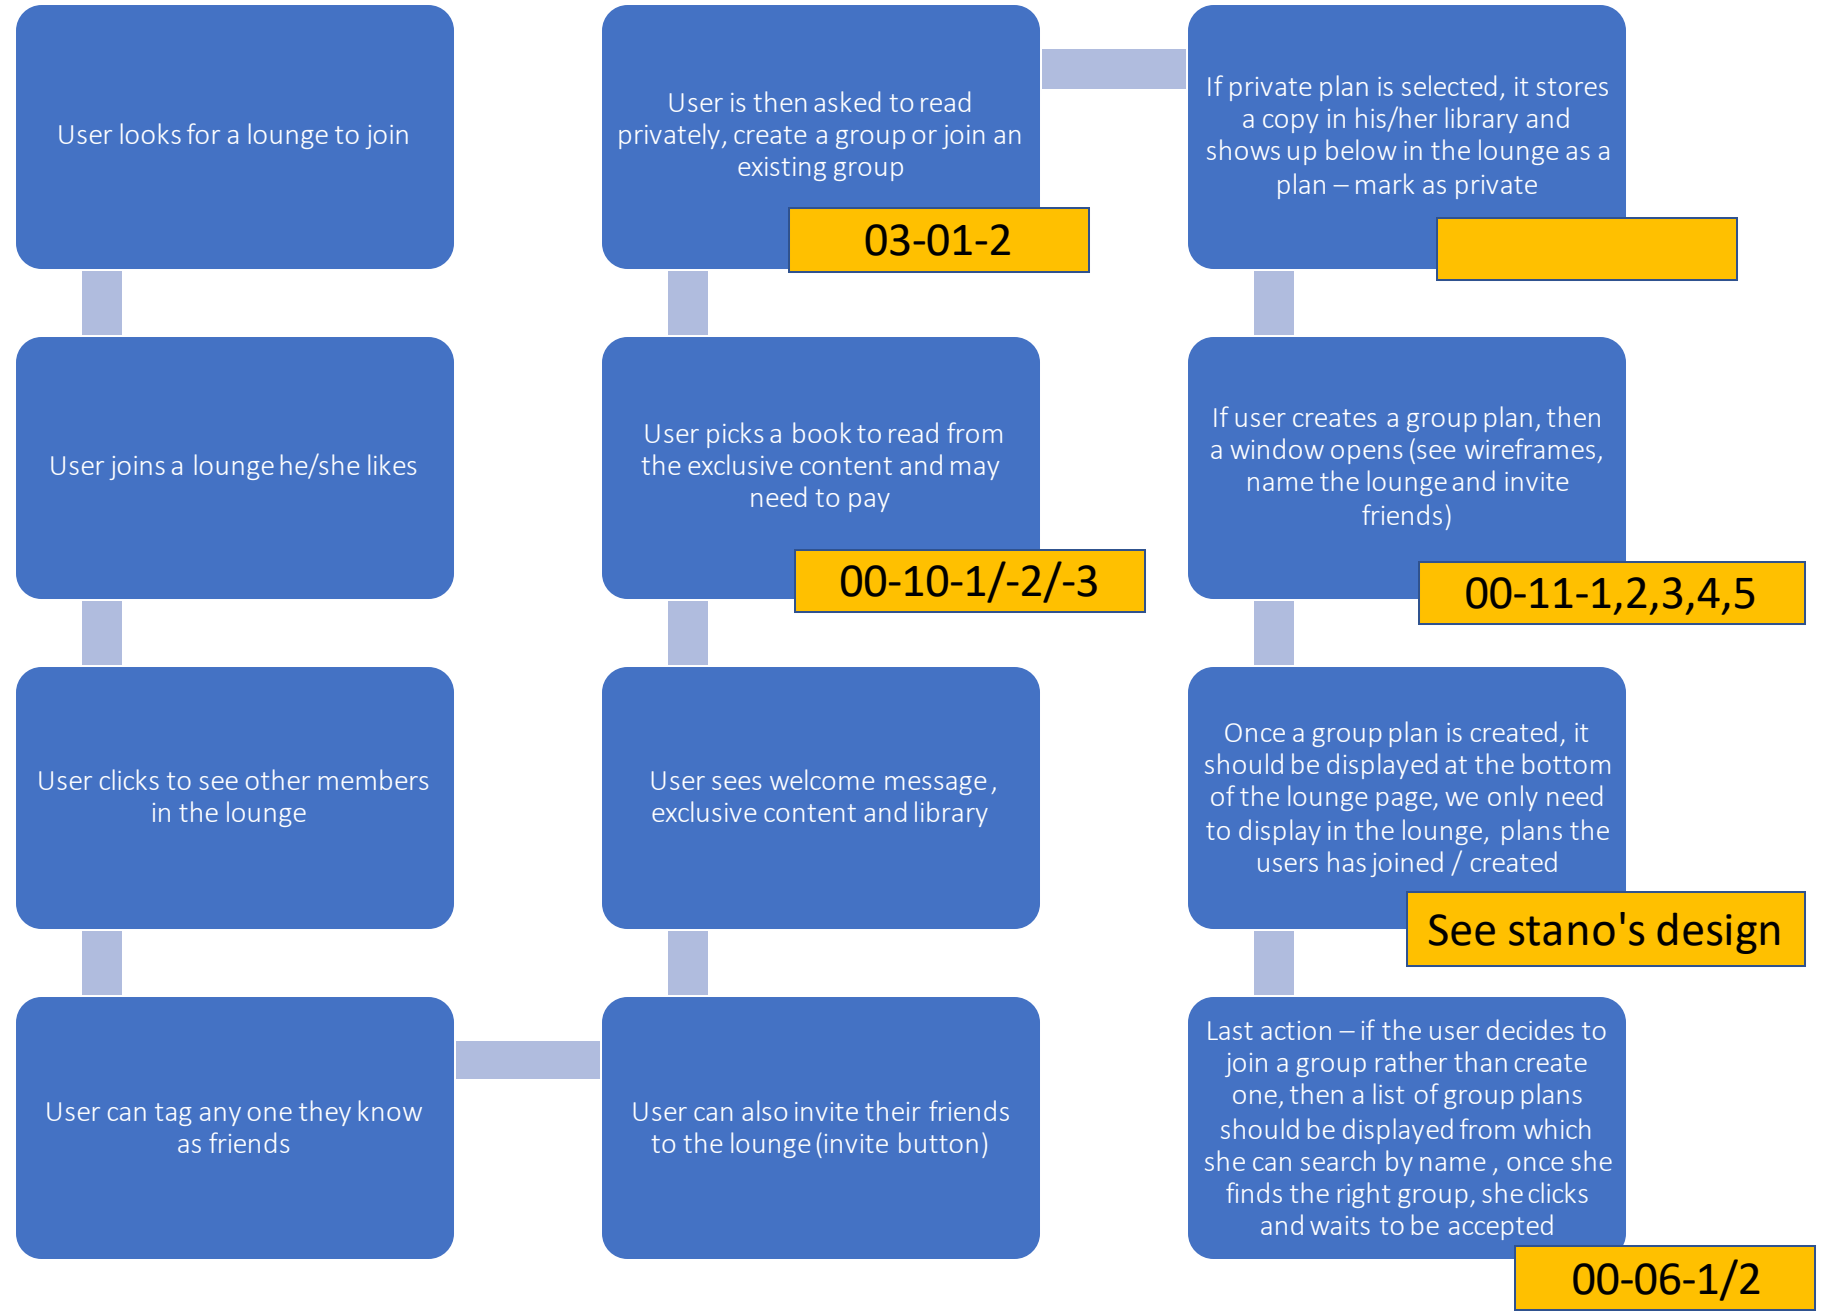 User looks for a lounge to join
User joins a lounge he/she likes
User clicks to see other members
in the lounge
User can tag any one they know
as friends
User can also invite their friends
to the lounge (invite button)
User sees welcome message ,
exclusive content and library
User picks a book to read from
the exclusive content and may
need to pay
00-10-1/-2/-3
User is then asked to read
privately, create a group or join an
existing group
03-01-2
If private plan is selected, it stores
a copy in his/her library and
shows up below in the lounge as a
plan – mark as private
If user creates a group plan, then
a window opens (see wireframes,
name the lounge and invite
friends)
00-11-1,2,3,4,5
Once a group plan is created, it
should be displayed at the bottom
of the lounge page, we only need
to display in the lounge, plans the
users has joined / created
See stano's design
Last action – if the user decides to
join a group rather than create
one, then a list of group plans
should be displayed from which
she can search by name , once she
finds the right group, she clicks
and waits to be accepted
00-06-1/2